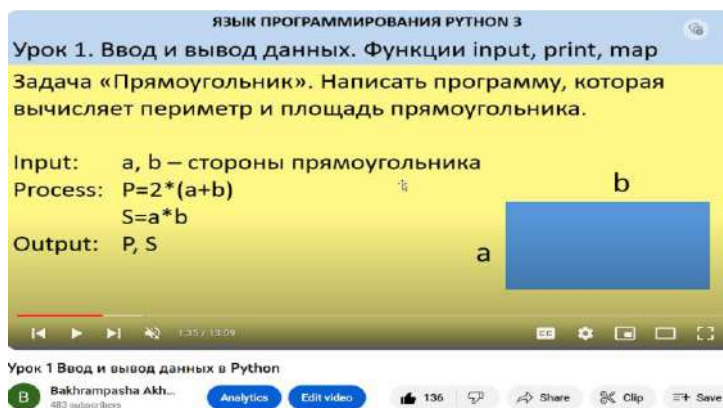 ЯЗЫК ПРОГРАММИРОВАНИЯ PYTHON 3
Урок 1. Ввод и вывод данных. Функции input, print, map
Задача «Прямоугольник». Написать программу, которая
вычисляет периметр и площадь прямоугольника.
Input: a, b – стороны прямоугольника
Process: P=2*(a+b)
S=a*b
Output: P, S
b
a
1:35 / 13:09
CC
Урок 1 Ввод и вывод данных в Python
B
Bakhrampasha Akh...
483 subscribers
Analytics
Edit video
136
Share
Clip
Save